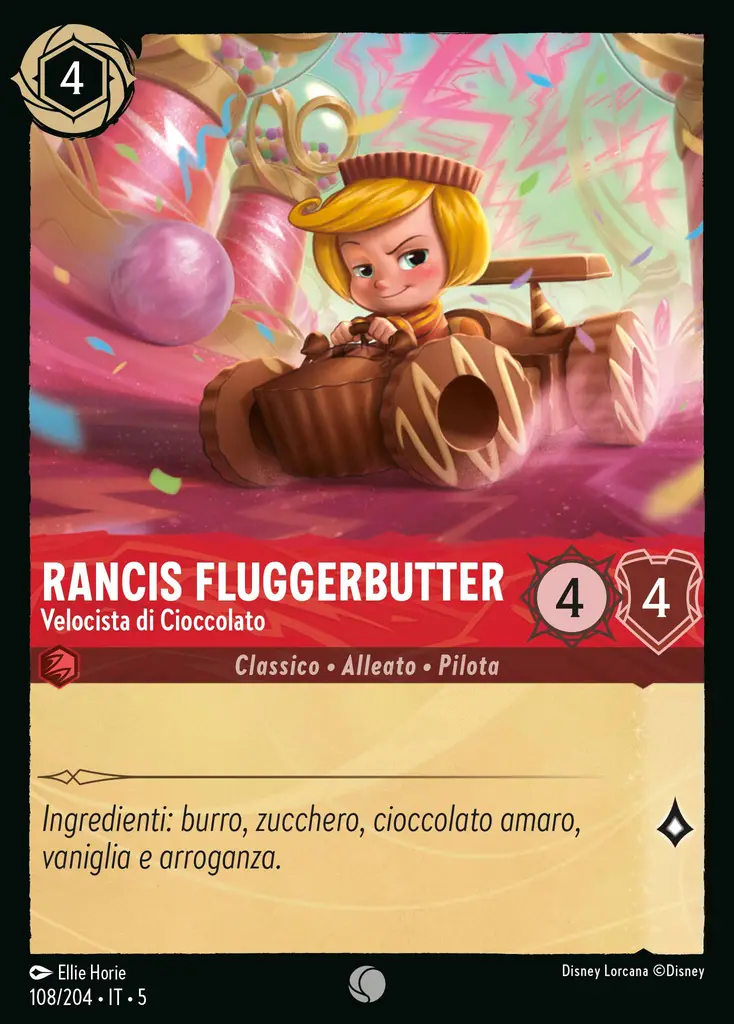 4
RANCIS FLUGGERBUTTER
Velocista di Cioccolato
4
4
Classico • Alleato • Pilota
Ingredienti: burro, zucchero, cioccolato amaro,
vaniglia e arroganza.
Ellie Horie
Disney Lorcana ©Disney
108/204 • IT • 5